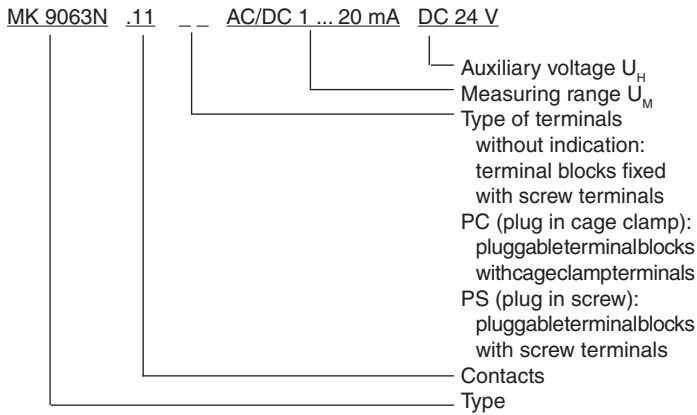 MK 9063N .11 _ _ AC/DC 1 ... 20 mA DC 24 V
Auxiliary voltage U_H
Measuring range U_M
Type of terminals
without indication:
terminal blocks fixed
with screw terminals
PC (plug in cage clamp):
pluggableterminalblocks
withcageclampterminals
PS (plug in screw):
pluggableterminalblocks
with screw terminals
Contacts
Type